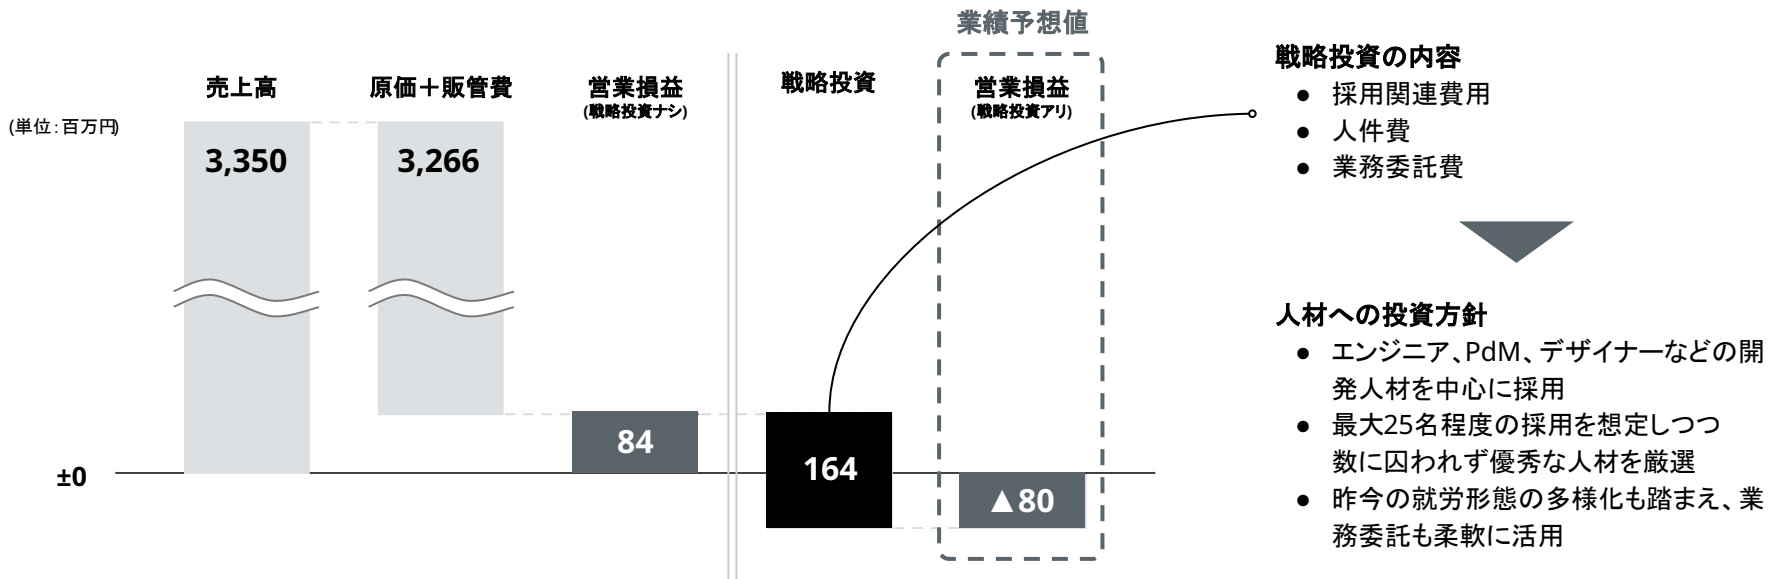 業績予想値
売上高
原価＋販管費
営業損益
(戦略投資ナシ)
戦略投資
営業損益
(戦略投資アリ)
(単位：百万円)
3,350
3,266
84
164
▲80
±0
戦略投資の内容
● 採用関連費用
● 人件費
● 業務委託費
人材への投資方針
● エンジニア、PdM、デザイナーなどの開
発人材を中心に採用
● 最大25名程度の採用を想定しつつ
数に囚われず優秀な人材を厳選
● 昨今の就労形態の多様化も踏まえ、業
務委託も柔軟に活用